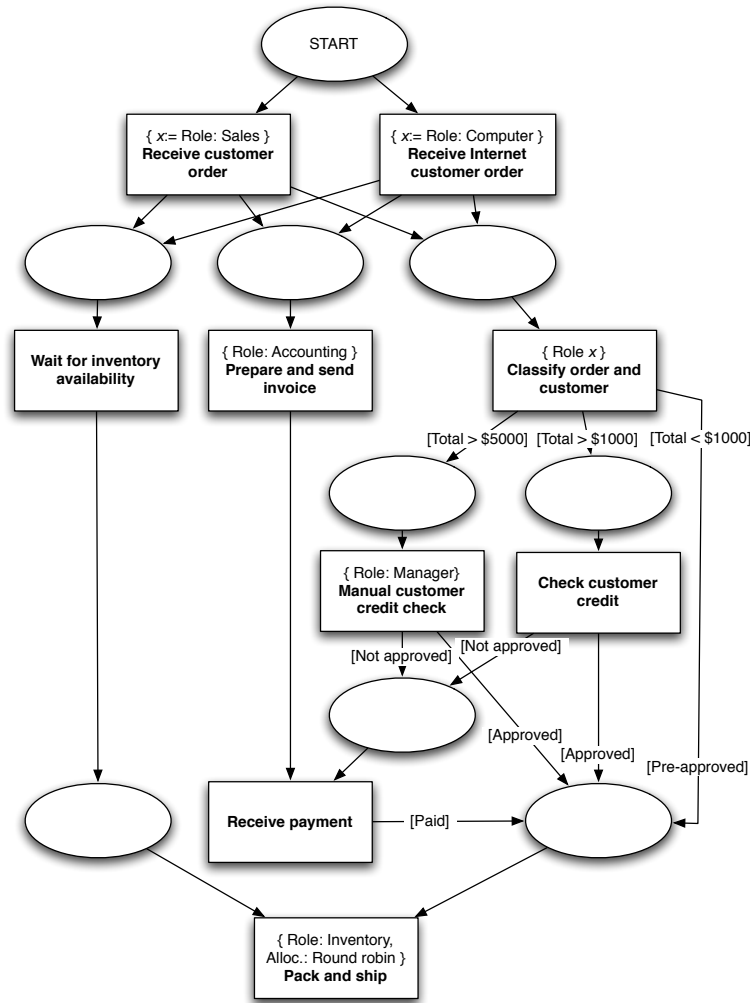 START
{ x:= Role: Sales }
Receive customer
order
{ x:= Role: Computer }
Receive Internet
customer order
Wait for inventory
availability
{ Role: Accounting }
Prepare and send
invoice
{ Role x }
Classify order and
customer
[Total > $5000]
[Total > $1000]
[Total < $1000]
{ Role: Manager}
Manual customer
credit check
Check customer
credit
[Not approved]
[Not approved]
[Approved]
[Approved]
[Pre-approved]
Receive payment
[Paid]
{ Role: Inventory,
Alloc.: Round robin }
Pack and ship